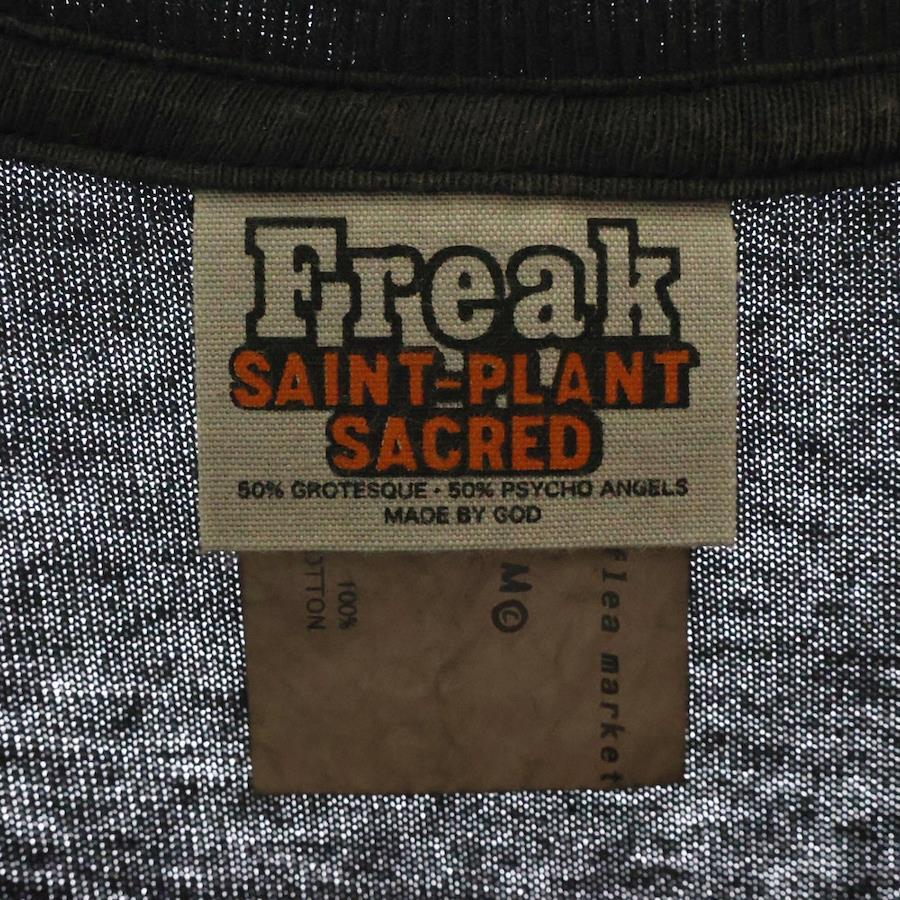 Freak
SAINT-PLANT
SACRED
50% GROTESQUE · 50% PSYCHO ANGELS
MADE BY GOD
flea market
M©
100%